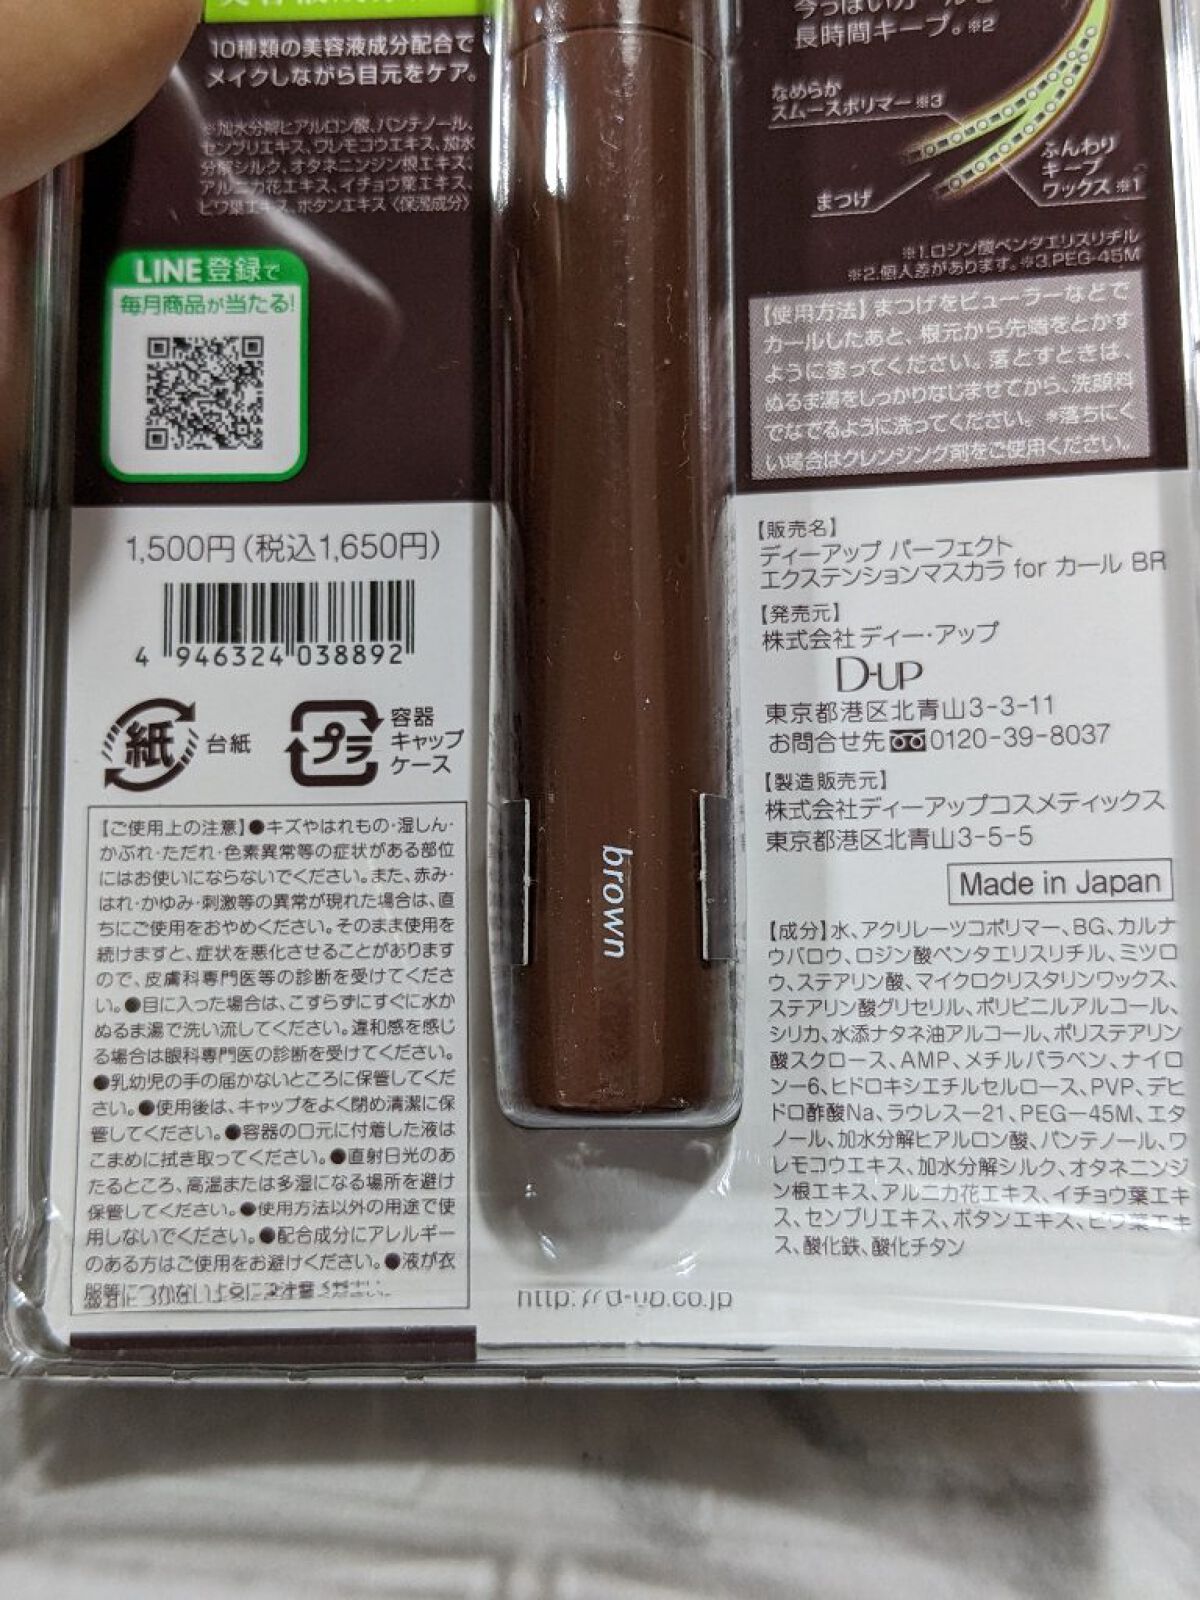 10種類の美容液成分配合で
メイクしながら目元をケア。
※加水分解ヒアルロン酸、パンテノール、
センブリエキス、ワレモコウエキス、加水
分解シルク、オタネニンジン根エキス、
アルニカ花エキス、イチョウ葉エキス、
ビワ葉エキス、ボタンエキス〈保湿成分〉
LINE登録で
毎月商品が当たる!
1,500円(税込1,650円)
4 946324 038892
紙 台紙
プラ
容器
キャップ
ケース
【ご使用上の注意】●キズやはれもの・湿しん・
かぶれ・ただれ・色素異常等の症状がある部位
にはお使いにならないでください。また、赤み・
はれ・かゆみ・刺激等の異常が現れた場合は、直
ちにご使用をおやめください。そのまま使用を
続けますと、症状を悪化させることがあります
ので、皮膚科専門医等の診断を受けてくださ
い。●目に入った場合は、こすらずにすぐに水か
ぬるま湯で洗い流してください。違和感を感じ
る場合は眼科専門医の診断を受けてください。
●乳幼児の手の届かないところに保管してくだ
さい。●使用後は、キャップをよく閉め清潔に保
管してください。●容器の口元に付着した液は
こまめに拭き取ってください。●直射日光のあ
たるところ、高温または多湿になる場所を避け
保管してください。●使用方法以外の用途で使
用しないでください。●配合成分にアレルギー
のある方はご使用をお避けください。●液が衣
服等につかないようにご注意ください。
brown
長時間キープ。※2
なめらか
スムースポリマー※3
ふんわり
キープ
ワックス※1
まつげ
※1.ロジン酸ペンタエリスリチル
※2.個人差があります。※3.PEG-45M
【使用方法】まつげをビューラーなどで
カールしたあと、根元から先端をとかす
ように塗ってください。落とすときは、
ぬるま湯をしっかりなじませてから、洗顔料
でなでるように洗ってください。※落ちにく
い場合はクレンジング剤をご使用ください。
【販売名】
ディーアップ パーフェクト
エクステンションマスカラ for カール BR
【発売元】
株式会社 ディー・アップ
D-UP
東京都港区北青山3-3-11
お問合せ先 0120-39-8037
【製造販売元】
株式会社ディーアップコスメティックス
東京都港区北青山3-5-5
Made in Japan
【成分】水、アクリレーツコポリマー、BG、カルナ
ウバロウ、ロジン酸ペンタエリスリチル、ミツロ
ウ、ステアリン酸、マイクロクリスタリンワックス、
ステアリン酸グリセリル、ポリビニルアルコール、
シリカ、水添ナタネ油アルコール、ポリステアリン
酸スクロース、AMP、メチルパラベン、ナイロ
ン-6、ヒドロキシエチルセルロース、PVP、デヒ
ドロ酢酸Na、ラウレス-21、PEG-45M、エタ
ノール、加水分解ヒアルロン酸、パンテノール、ワ
レモコウエキス、加水分解シルク、オタネニンジ
ン根エキス、アルニカ花エキス、イチョウ葉エキ
ス、センブリエキス、ボタンエキス、ビワ葉エキ
ス、酸化鉄、酸化チタン
http://d-up.co.jp